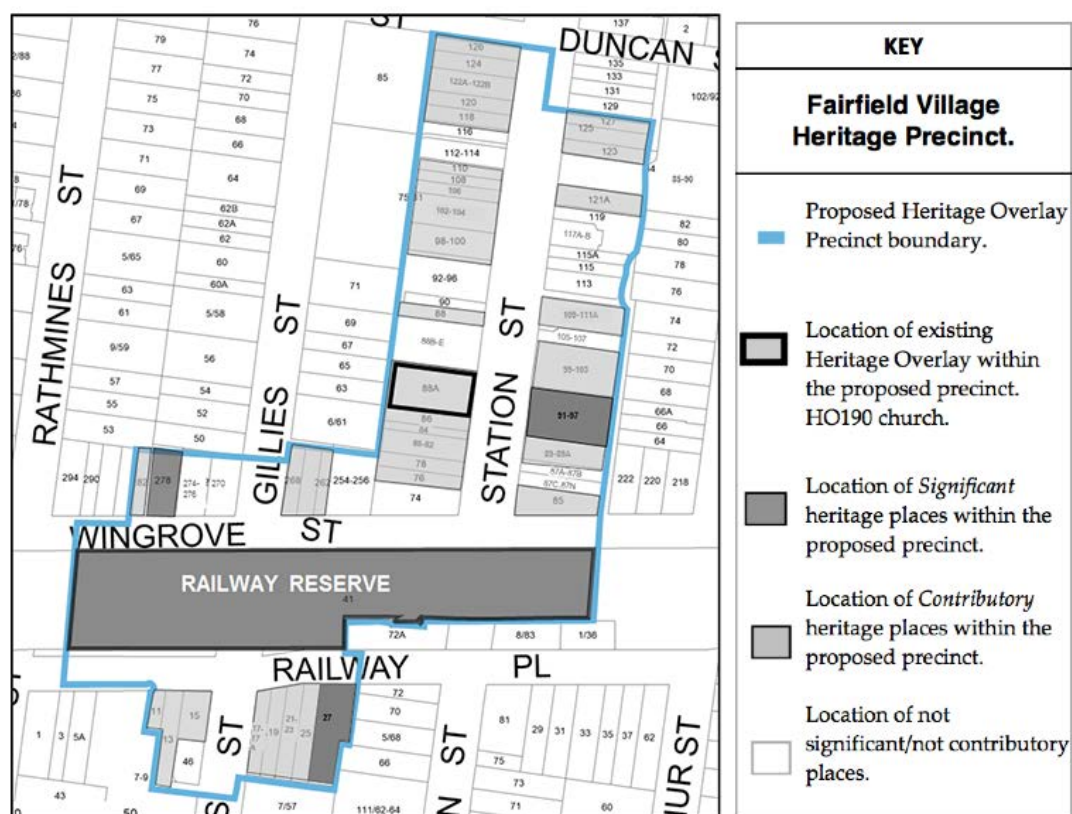 ST
DUNCAN S
RATHMINES ST
GILLIES ST
STATION ST
WINGROVE ST
RAILWAY RESERVE
41
RAILWAY PL
ST
ST
HUR ST
76
79
74
77
72
75
70
68
73
66
71
64
69
62B
62A
67
62
5/65
60
63
60A
61
5/58
9/59
56
57
54
55
52
53
50
85
71
69
67
65
63
6/61
126
124
122A-122B
120
118
116
112-114
110
108
106
102-104
98-100
92-96
90
88
88B-E
88A
86
84
80-82
78
76
74
137
2
135
133
131
129
127
125
123
121A
119
117A-B
115A
115
113
109-111A
105-107
99-103
91-97
87A-87B
87C, 87N
85
102/92
82
80
78
76
74
72
70
68
66A
66
64
222
220
218
294
290
278
274-276
270
268
262
254-256
72A
8/83
1/36
1
3
5A
7-9
43
50
11
13
15
46
17-17A
19
21-23
25
27
72
70
5/68
66
7/57
111/62-64
81
29
31
33
35
37
62
75
73
71
60
KEY
Fairfield Village
Heritage Precinct.
Proposed Heritage Overlay
Precinct boundary.
Location of existing
Heritage Overlay within
the proposed precinct.
HO190 church.
Location of Significant
heritage places within the
proposed precinct.
Location of Contributory
heritage places within the
proposed precinct.
Location of not
significant/not contributory
places.